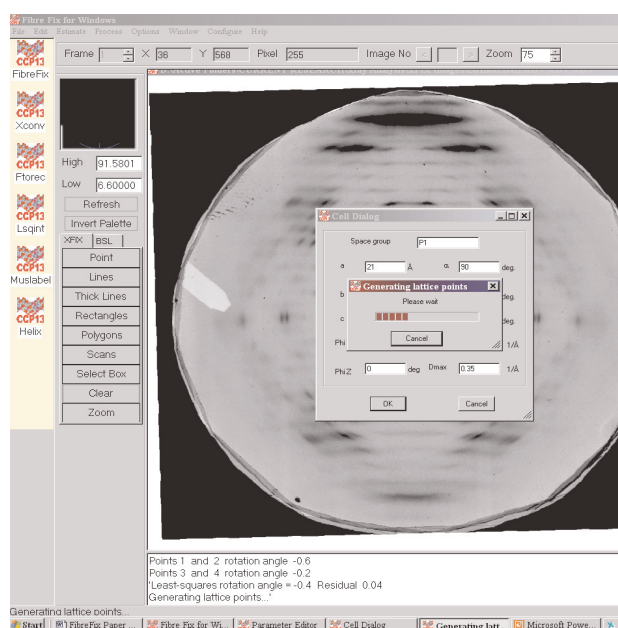 Fibre Fix for Windows
File Edit Estimate Process Options Window Configure Help
Frame 1 X 36 Y 568 Pixel 255 Image No < > Zoom 75
CCP13
FibreFix
CCP13
Xconv
CCP13
Ftorec
CCP13
Lsqint
CCP13
Muslabel
CCP13
Helix
High 91.5801
Low 6.60000
Refresh
Invert Palette
XFIX BSL
Point
Lines
Thick Lines
Rectangles
Polygons
Scans
Select Box
Clear
Zoom
Cell Dialog
Space group P1
a 21 Å α 90 deg.
b deg.
c deg.
Phi 1/Å
PhiZ 0 deg Dmax 0.35 1/Å
OK Cancel
Generating lattice points
Please wait
Cancel
Points 1 and 2 rotation angle -0.6
Points 3 and 4 rotation angle -0.2
'Least-squares rotation angle = -0.4 Residual 0.04
Generating lattice points...'
Generating lattice points...
Start FibreFix Paper ... Fibre Fix for Wi... Parameter Editor Cell Dialog Generating latt... Microsoft Powe...